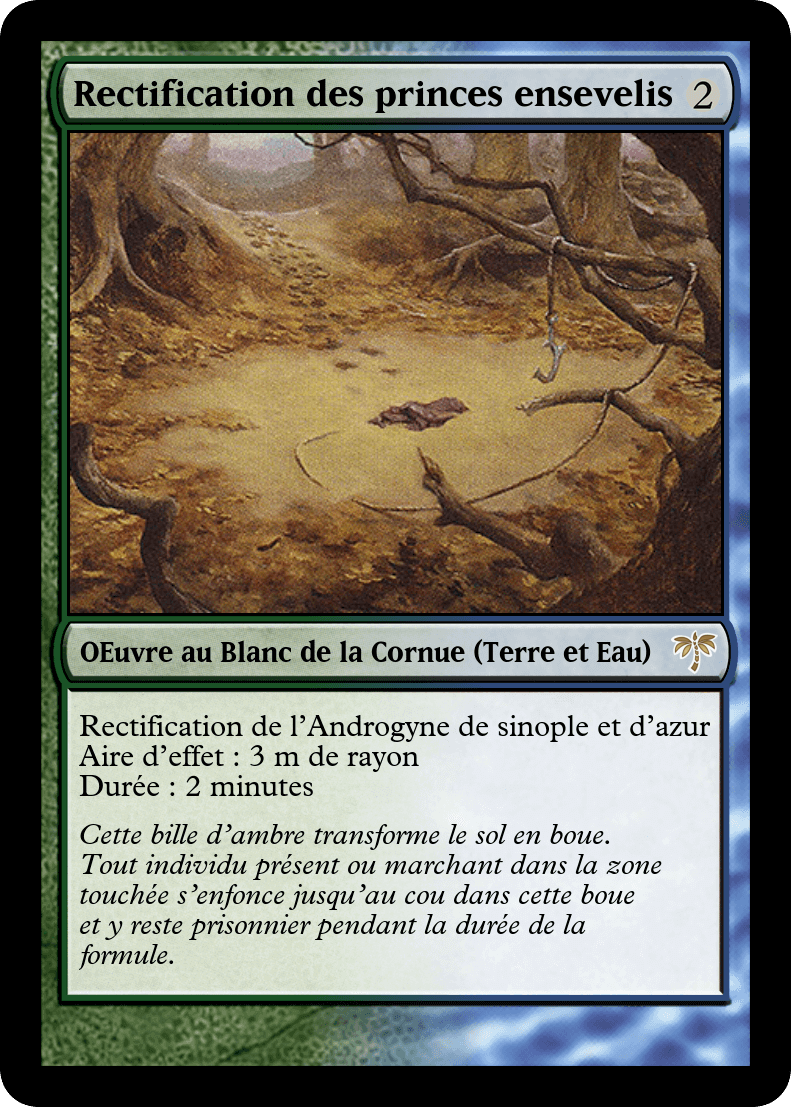 Rectification des princes ensevelis 2
OEuvre au Blanc de la Cornue (Terre et Eau)
Rectification de l'Androgyne de sinople et d'azur
Aire d'effet : 3 m de rayon
Durée : 2 minutes
Cette bille d'ambre transforme le sol en boue.
Tout individu présent ou marchant dans la zone
touchée s'enfonce jusqu'au cou dans cette boue
et y reste prisonnier pendant la durée de la
formule.